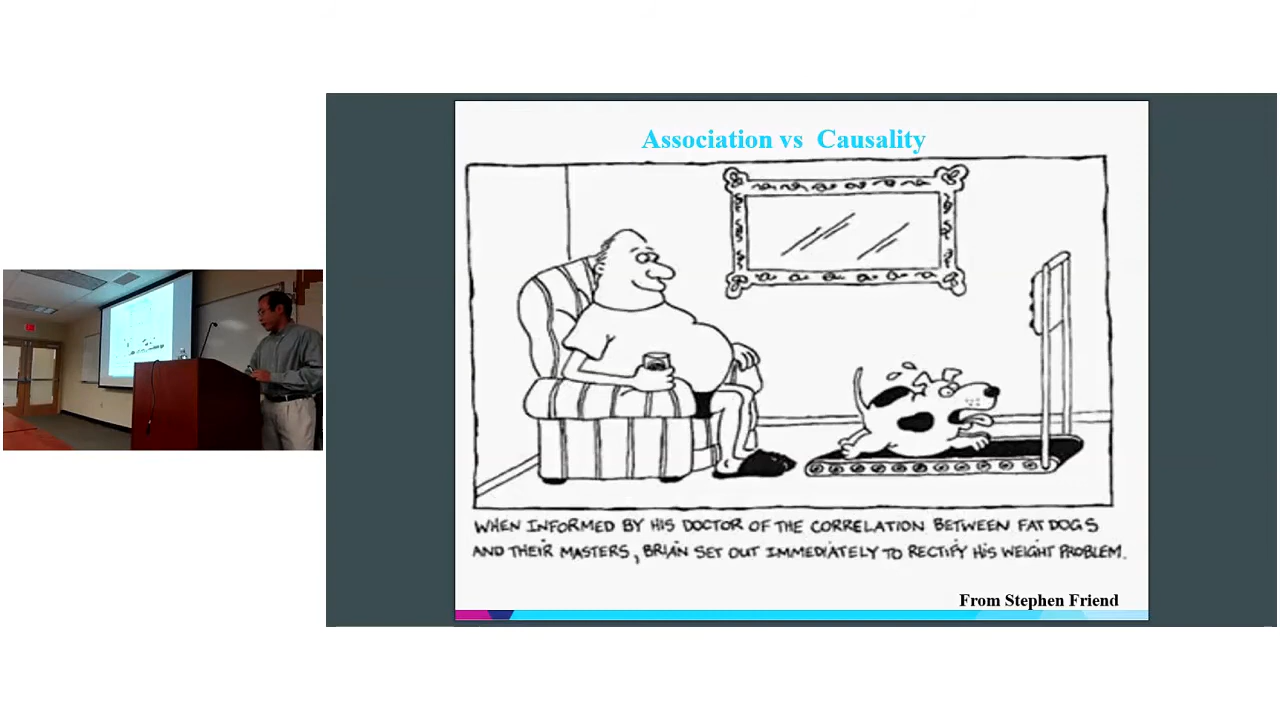 Association vs  Causality
WHEN INFORMED BY HIS DOCTOR OF THE CORRELATION BETWEEN FAT DOGS
AND THEIR MASTERS, BRIAN SET OUT IMMEDIATELY TO RECTIFY HIS WEIGHT PROBLEM.
From Stephen Friend